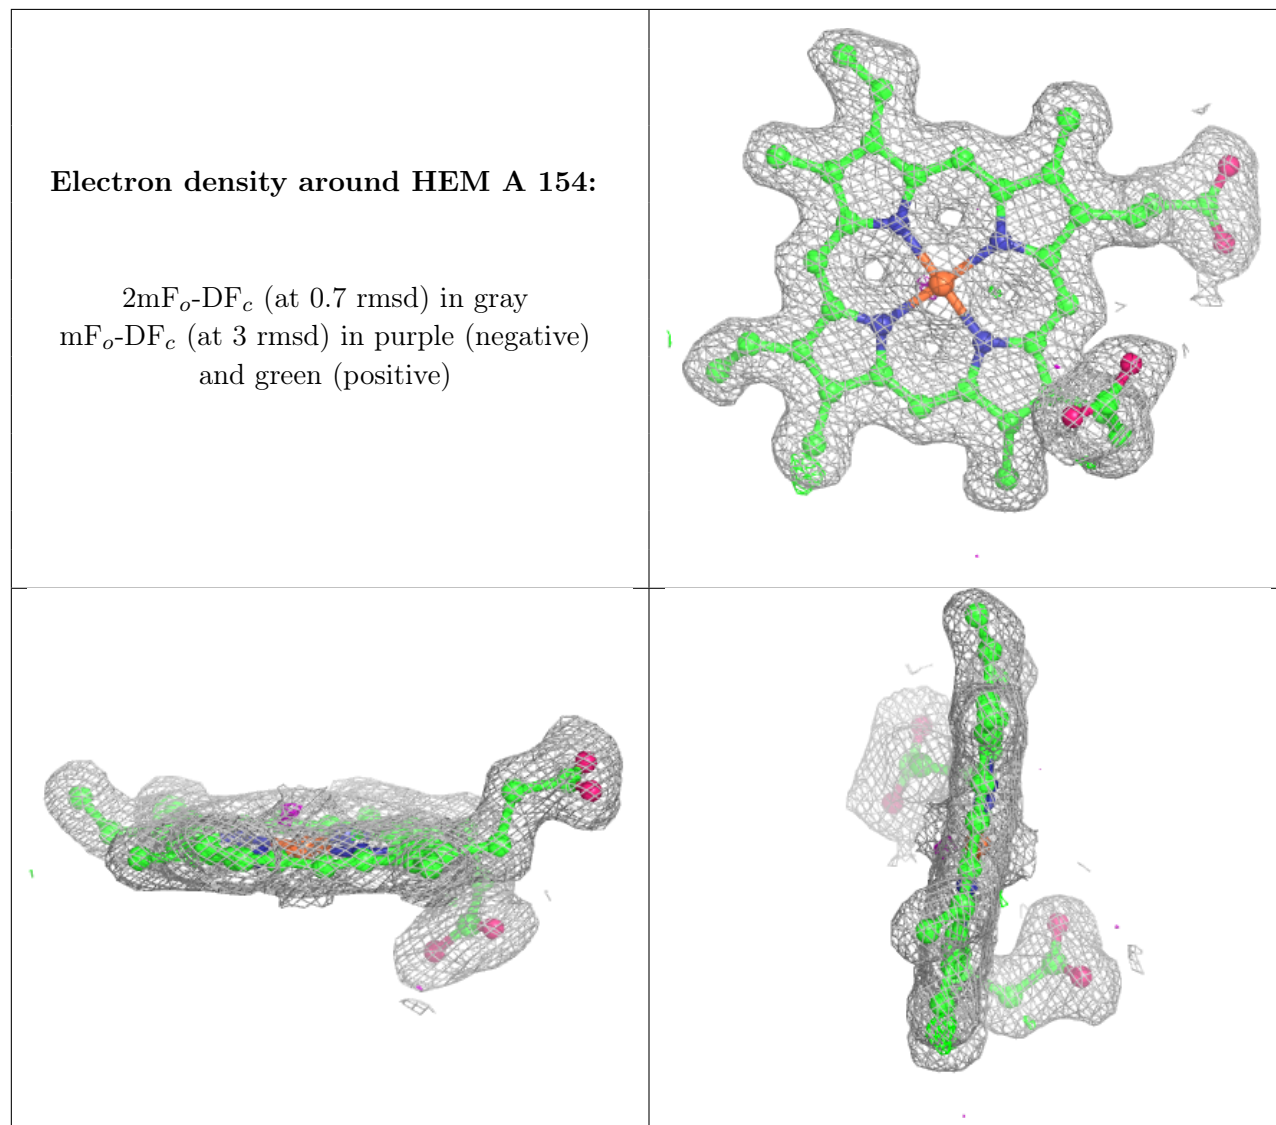 Electron density around HEM A 154:
2mFₒ-DF𝒸 (at 0.7 rmsd) in gray
mFₒ-DF𝒸 (at 3 rmsd) in purple (negative)
and green (positive)